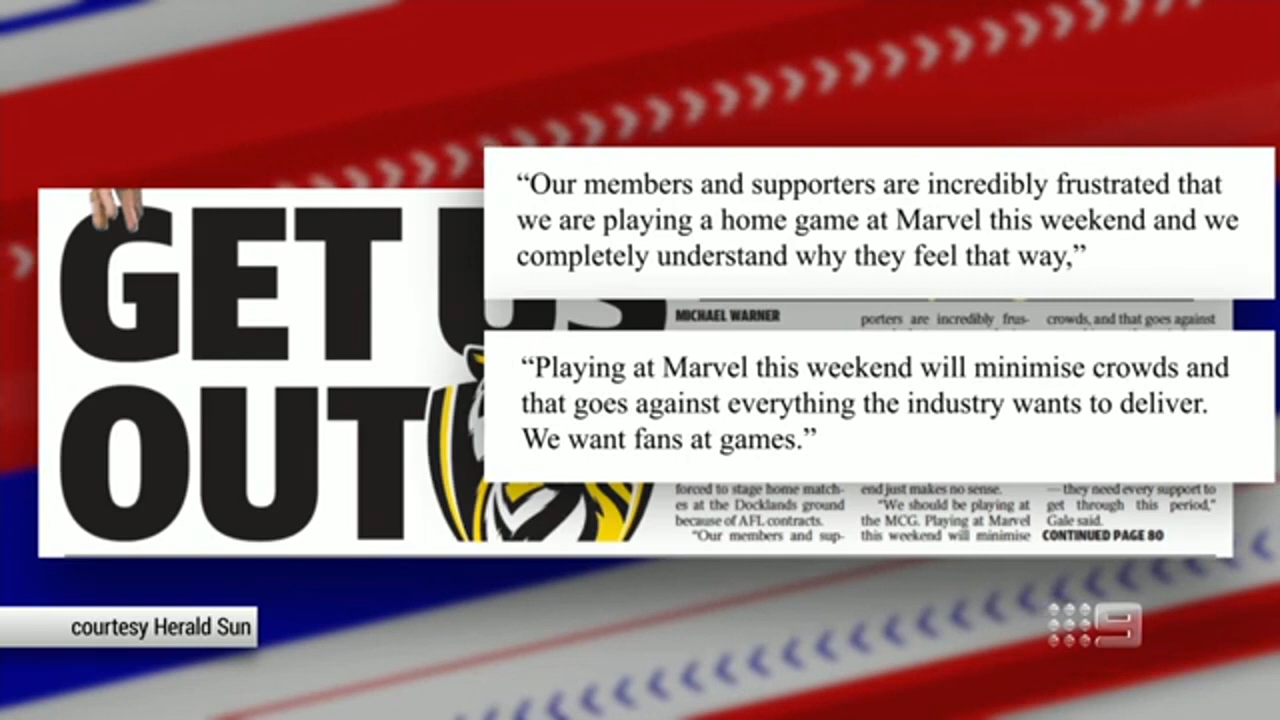 GET US
OUT
“Our members and supporters are incredibly frustrated that
we are playing a home game at Marvel this weekend and we
completely understand why they feel that way,”
“Playing at Marvel this weekend will minimise crowds and
that goes against everything the industry wants to deliver.
We want fans at games.”
MICHAEL WARNER
forced to stage home match-
es at the Docklands ground
because of AFL contracts.
“Our members and sup-
porters are incredibly frus-
end just makes no sense.
“We should be playing at
the MCG. Playing at Marvel
this weekend will minimise
crowds, and that goes against
— they need every support to
get through this period,”
Gale said.
CONTINUED PAGE 80
courtesy Herald Sun
9